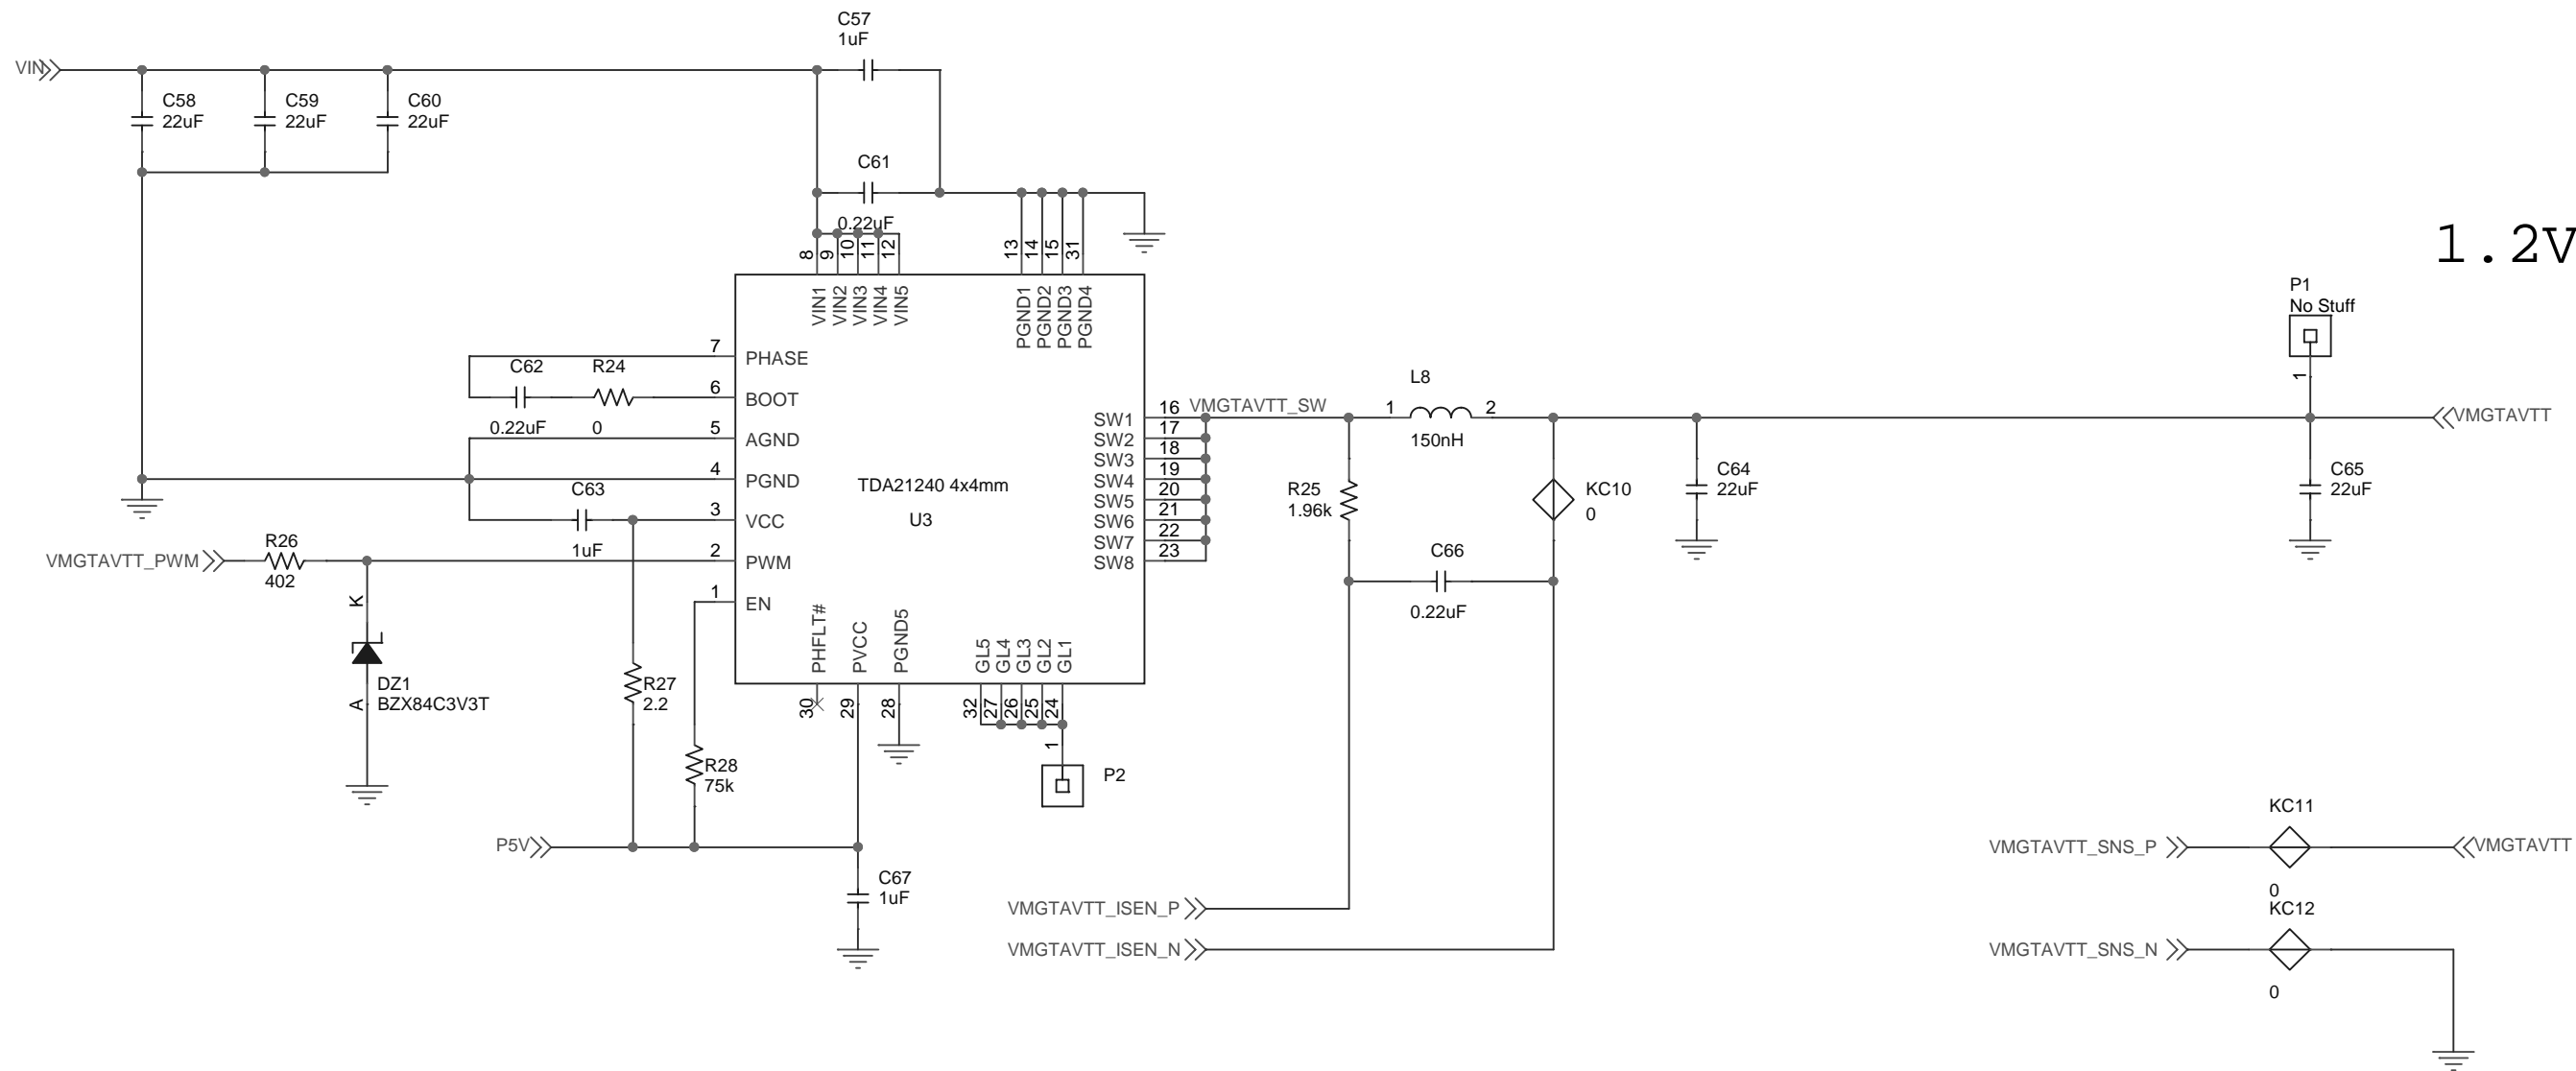 C57
1uF
VIN
C58
22uF
C59
22uF
C60
22uF
C61
0.22uF
8
9
10
11
12
13
14
15
31
VIN1
VIN2
VIN3
VIN4
VIN5
PGND1
PGND2
PGND3
PGND4
1.2V
P1
No Stuff
1
7
PHASE
C62
R24
6
BOOT
0.22uF
0
5
AGND
4
PGND
C63
3
VCC
1uF
2
PWM
1
EN
TDA21240 4x4mm
U3
VMGTAVTT_PWM
R26
402
K
A
DZ1
BZX84C3V3T
R27
2.2
R28
75k
P5V
PHFLT#
PVCC
PGND5
GL5
GL4
GL3
GL2
GL1
30
29
28
32
27
26
25
24
1
P2
C67
1uF
SW1
SW2
SW3
SW4
SW5
SW6
SW7
SW8
16
17
18
19
20
21
22
23
VMGTAVTT_SW
L8
1
2
150nH
R25
1.96k
C66
0.22uF
KC10
0
C64
22uF
C65
22uF
VMGTAVTT
VMGTAVTT_ISEN_P
VMGTAVTT_ISEN_N
KC11
VMGTAVTT_SNS_P
VMGTAVTT
0
KC12
VMGTAVTT_SNS_N
0